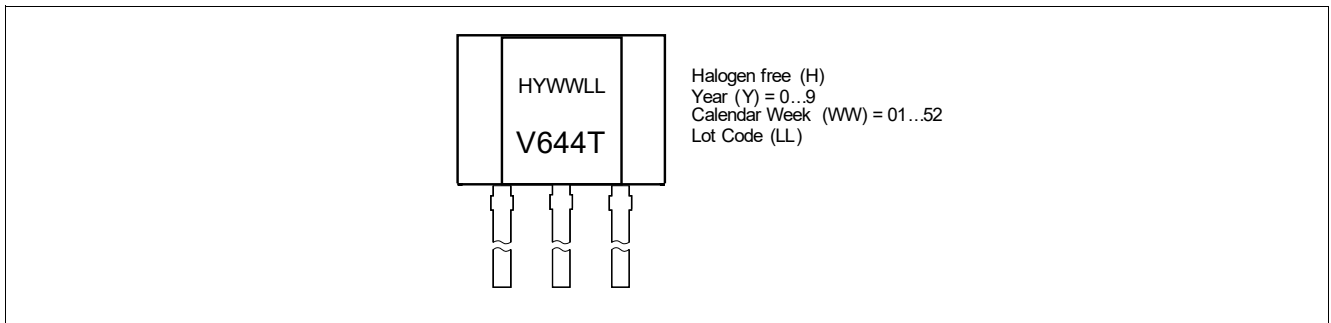 HYWWLL
V644T
Halogen free (H)
Year (Y) = 0...9
Calendar Week (WW) = 01...52
Lot Code (LL)